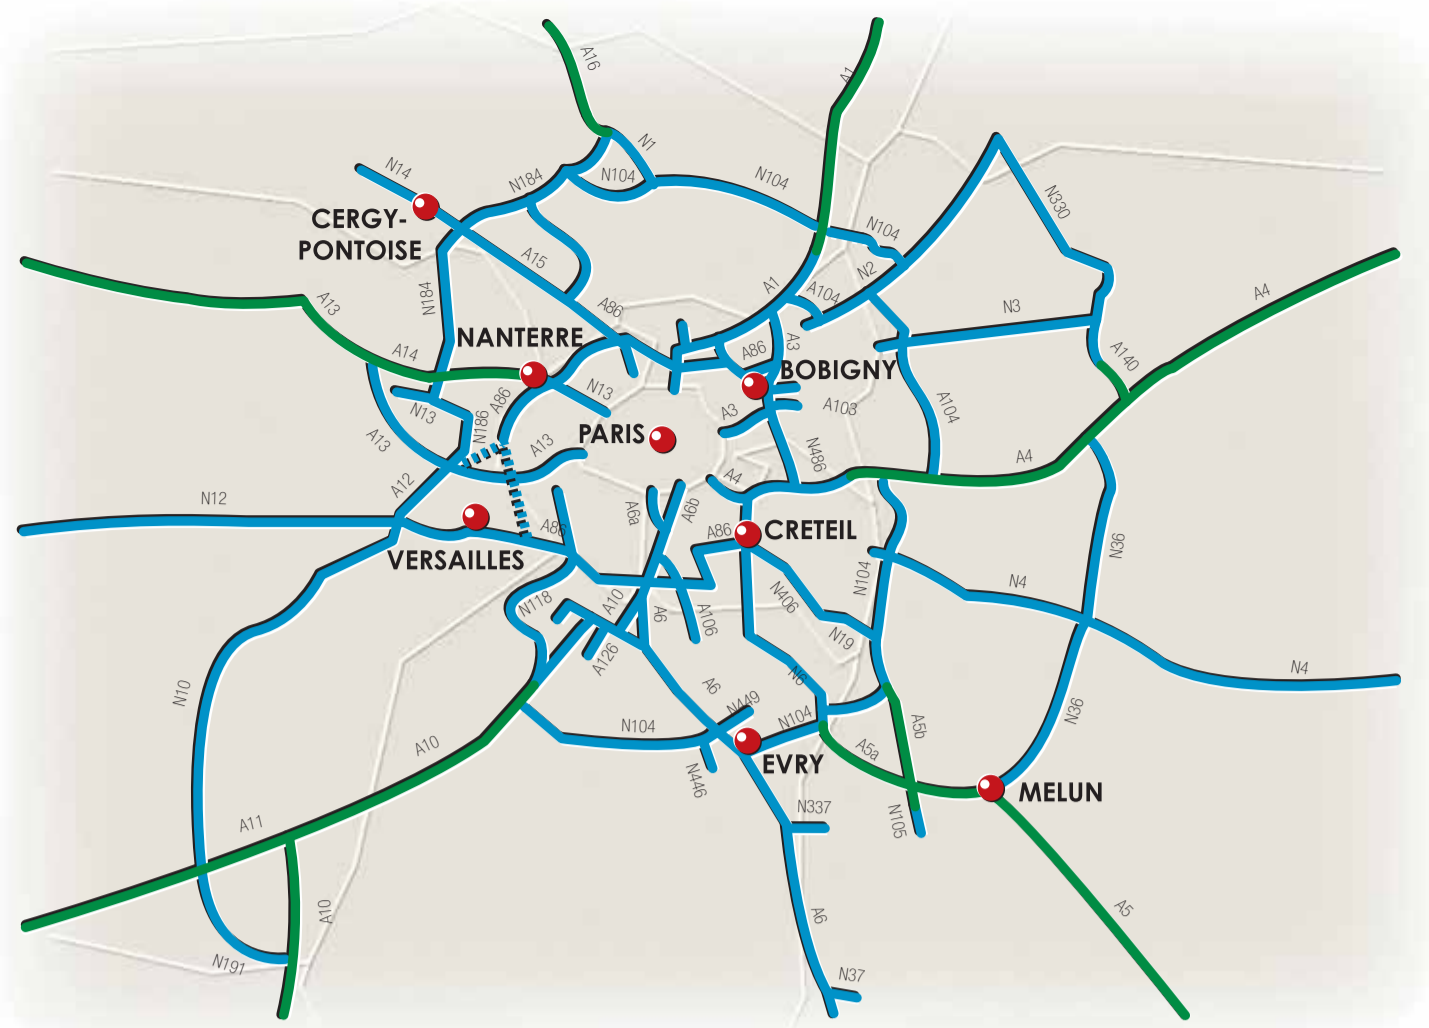 A16
A1
N1
N14
N184
N104
N104
N330
CERGY-
PONTOISE
N104
A15
N2
A1
A104
A4
N184
A13
A86
N3
NANTERRE
A3
A86
A14
A140
BOBIGNY
N13
A86
N13
A3
A103
A104
N186
PARIS
A13
A13
N486
A4
A4
A12
N12
A6a
A6b
A86
A86
CRETEIL
N36
VERSAILLES
N104
N4
N118
A10
A6
A106
N406
N19
A126
N4
N10
A6
N6
N449
N104
N36
N104
A5b
A10
A5a
EVRY
N446
MELUN
N337
N105
A11
A10
A6
A5
N191
N37